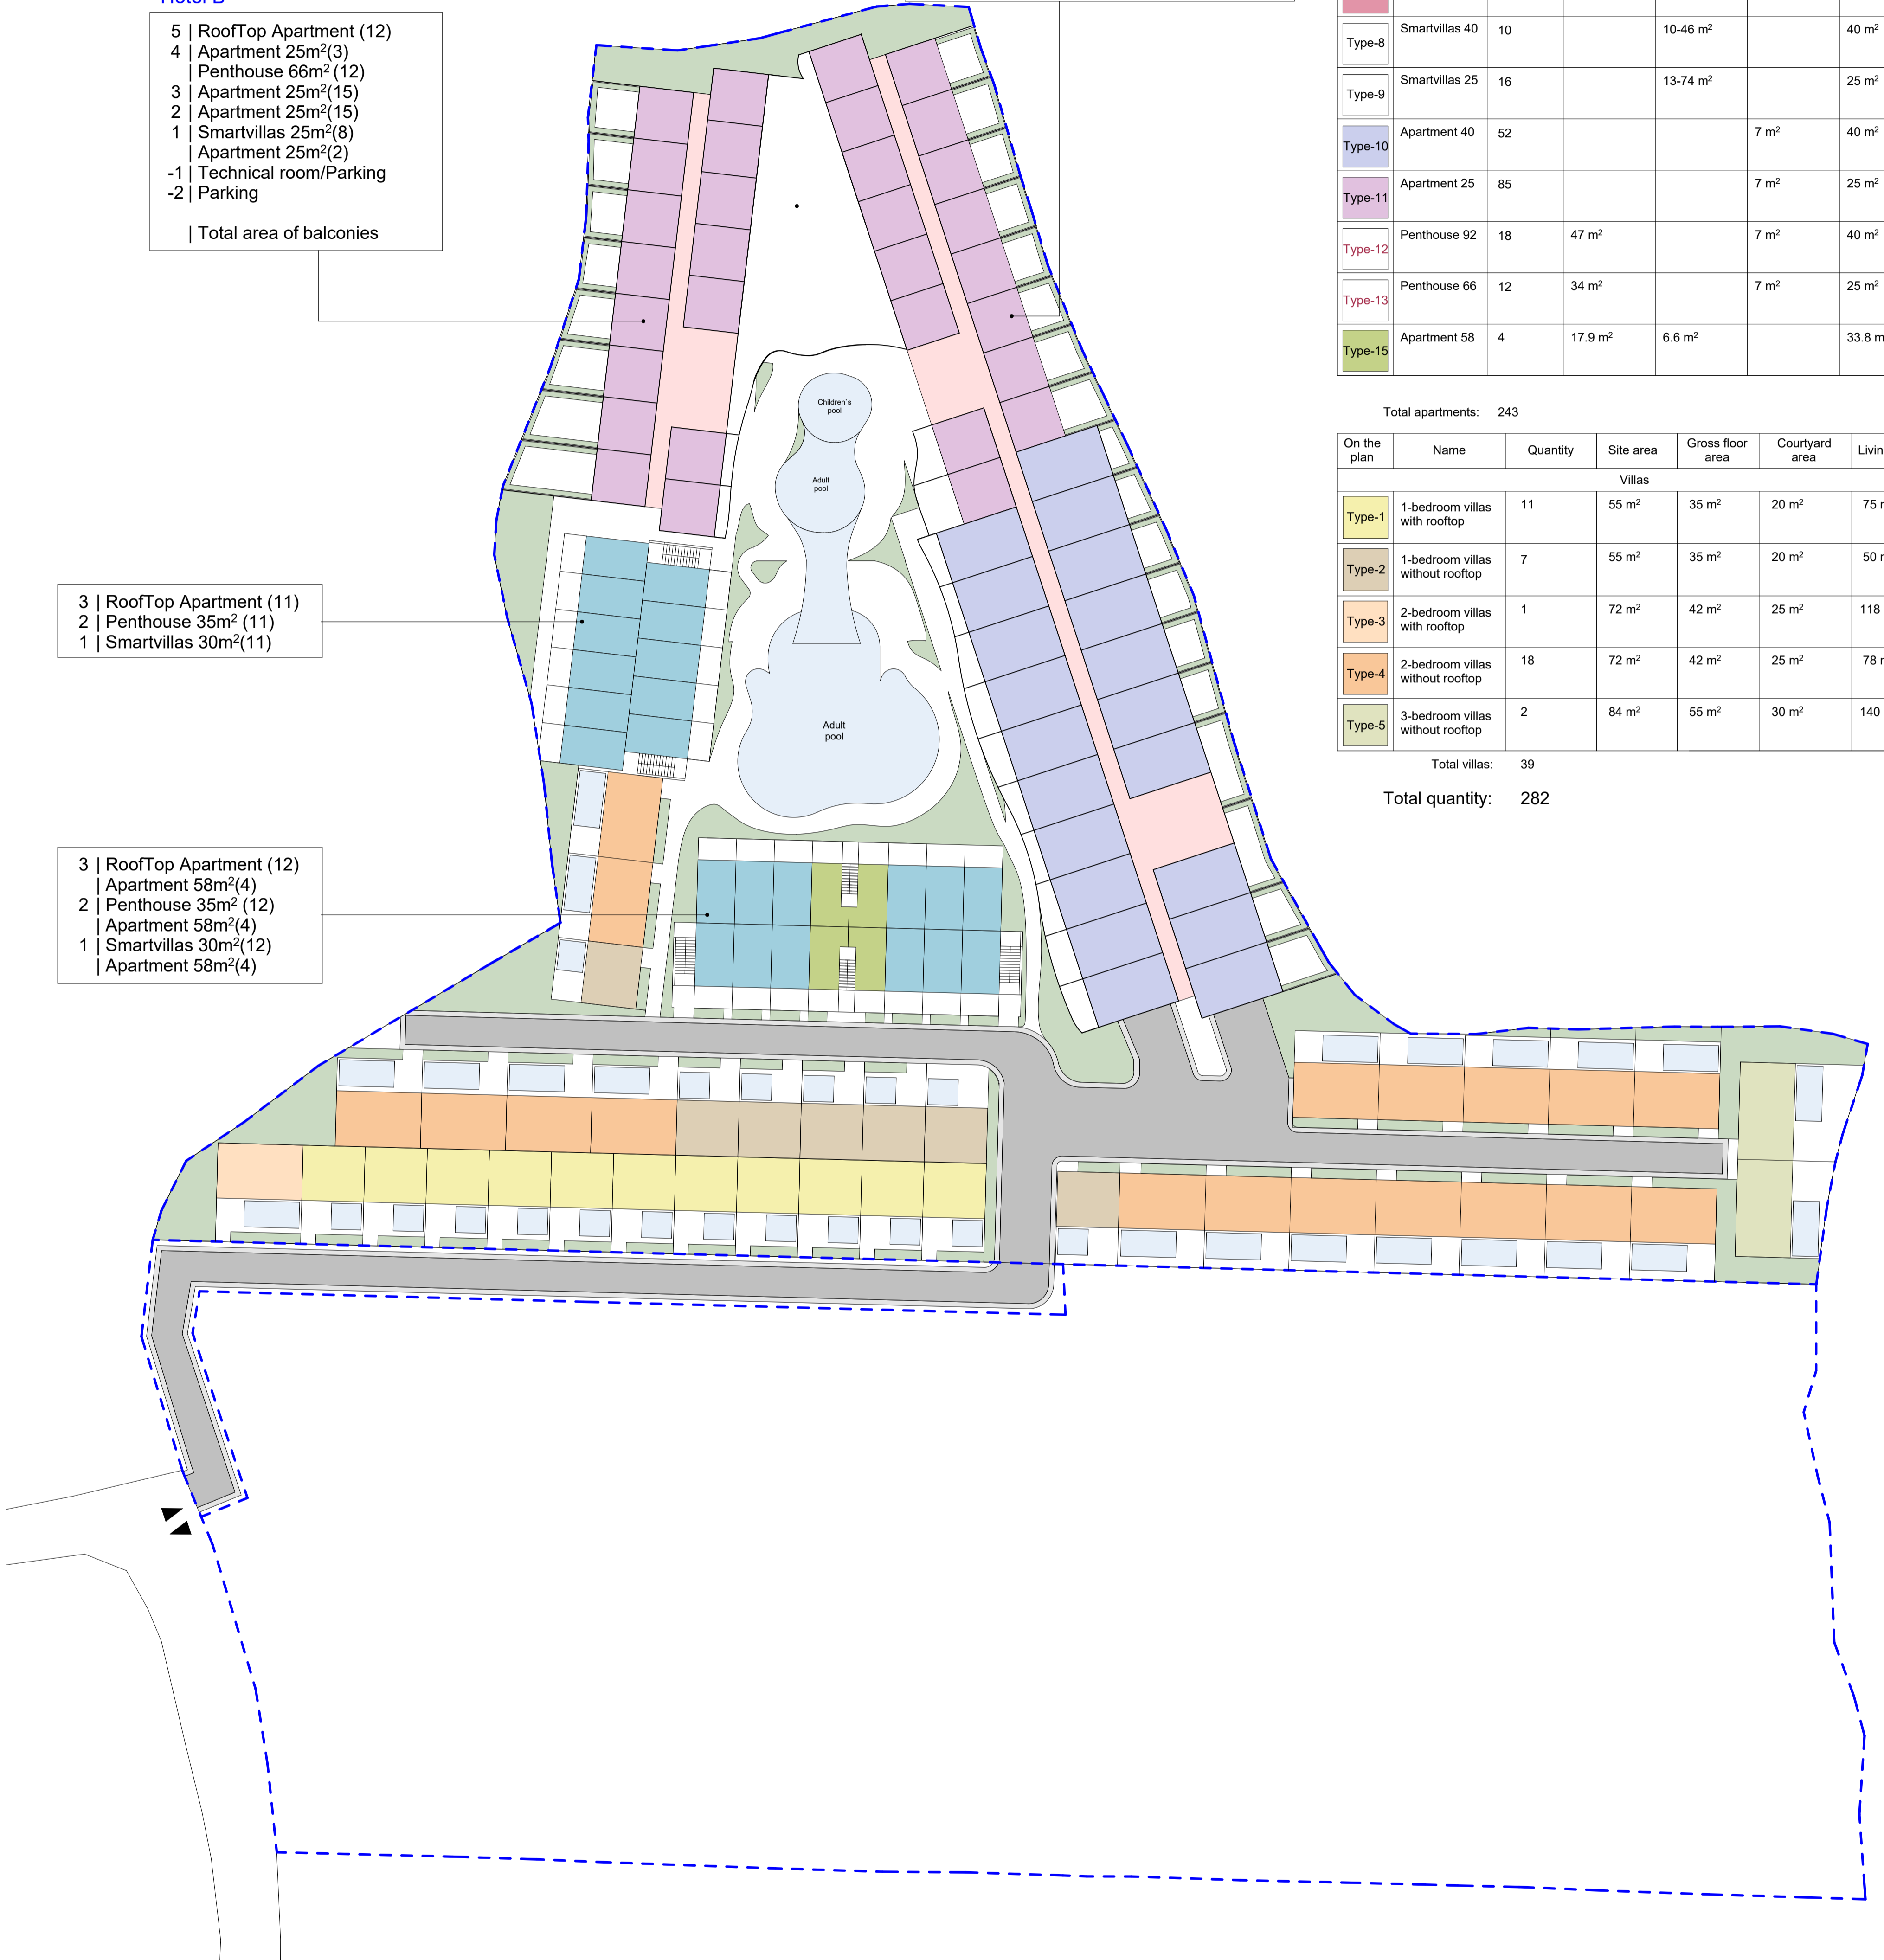 Hotel B
5 | RoofTop Apartment (12)
4 | Apartment 25m²(3)
| Penthouse 66m² (12)
3 | Apartment 25m²(15)
2 | Apartment 25m²(15)
1 | Smartvillas 25m²(8)
| Apartment 25m²(2)
-1 | Technical room/Parking
-2 | Parking
| Total area of balconies
3 | RoofTop Apartment (11)
2 | Penthouse 35m² (11)
1 | Smartvillas 30m²(11)
3 | RoofTop Apartment (12)
| Apartment 58m²(4)
2 | Penthouse 35m² (12)
| Apartment 58m²(4)
1 | Smartvillas 30m²(12)
| Apartment 58m²(4)
Children`s
pool
Adult
pool
Adult
pool
Type-8 Smartvillas 40 10 10-46 m² 40 m²
Type-9 Smartvillas 25 16 13-74 m² 25 m²
Type-10 Apartment 40 52 7 m² 40 m²
Type-11 Apartment 25 85 7 m² 25 m²
Type-12 Penthouse 92 18 47 m² 7 m² 40 m²
Type-13 Penthouse 66 12 34 m² 7 m² 25 m²
Type-15 Apartment 58 4 17.9 m² 6.6 m² 33.8 m
Total apartments: 243
On the plan Name Quantity Site area Gross floor area Courtyard area Livin
Villas
Type-1 1-bedroom villas with rooftop 11 55 m² 35 m² 20 m² 75
Type-2 1-bedroom villas without rooftop 7 55 m² 35 m² 20 m² 50
Type-3 2-bedroom villas with rooftop 1 72 m² 42 m² 25 m² 118
Type-4 2-bedroom villas without rooftop 18 72 m² 42 m² 25 m² 78
Type-5 3-bedroom villas without rooftop 2 84 m² 55 m² 30 m² 140
Total villas: 39
Total quantity: 282